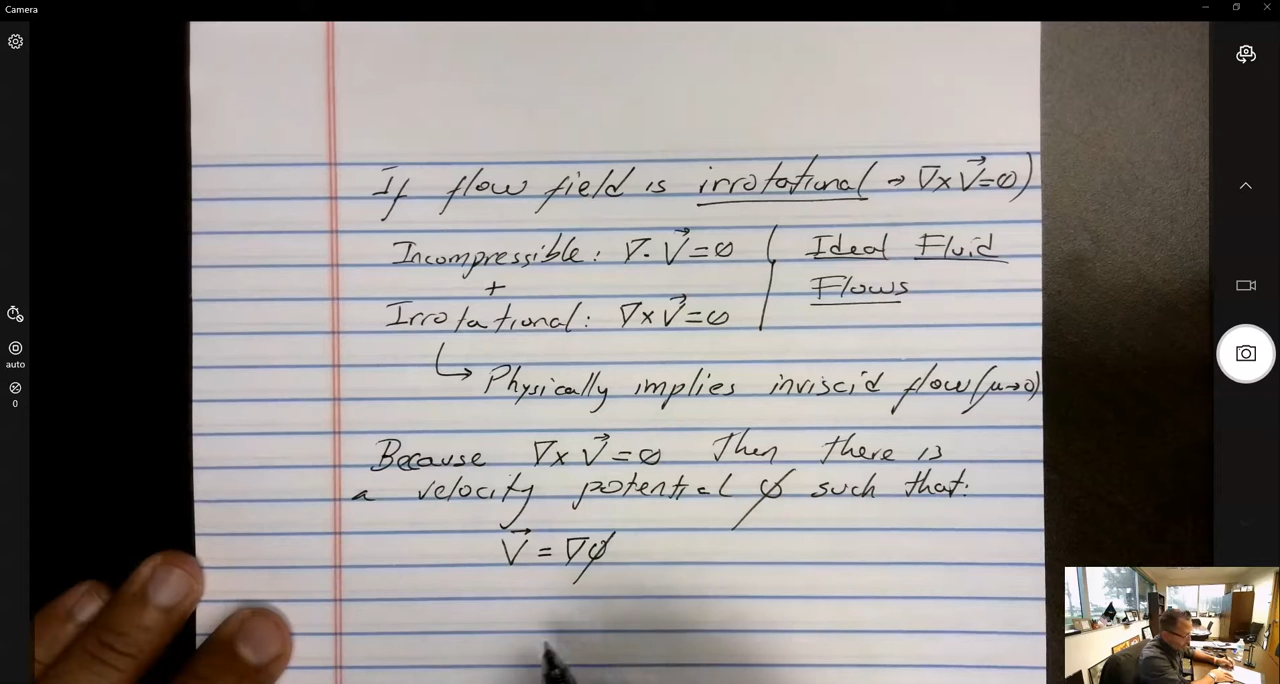 Camera
If flow field is irrotational → ∇×V⃗=0)
Incompressible: ∇·V⃗=0
+
Irrotational: ∇×V⃗=0
Ideal Fluid
Flows
↳ Physically implies inviscid flow (μ→0)
Because ∇×V⃗=0 Then there is
a velocity potential φ such that:
V⃗ = ∇φ
auto
0